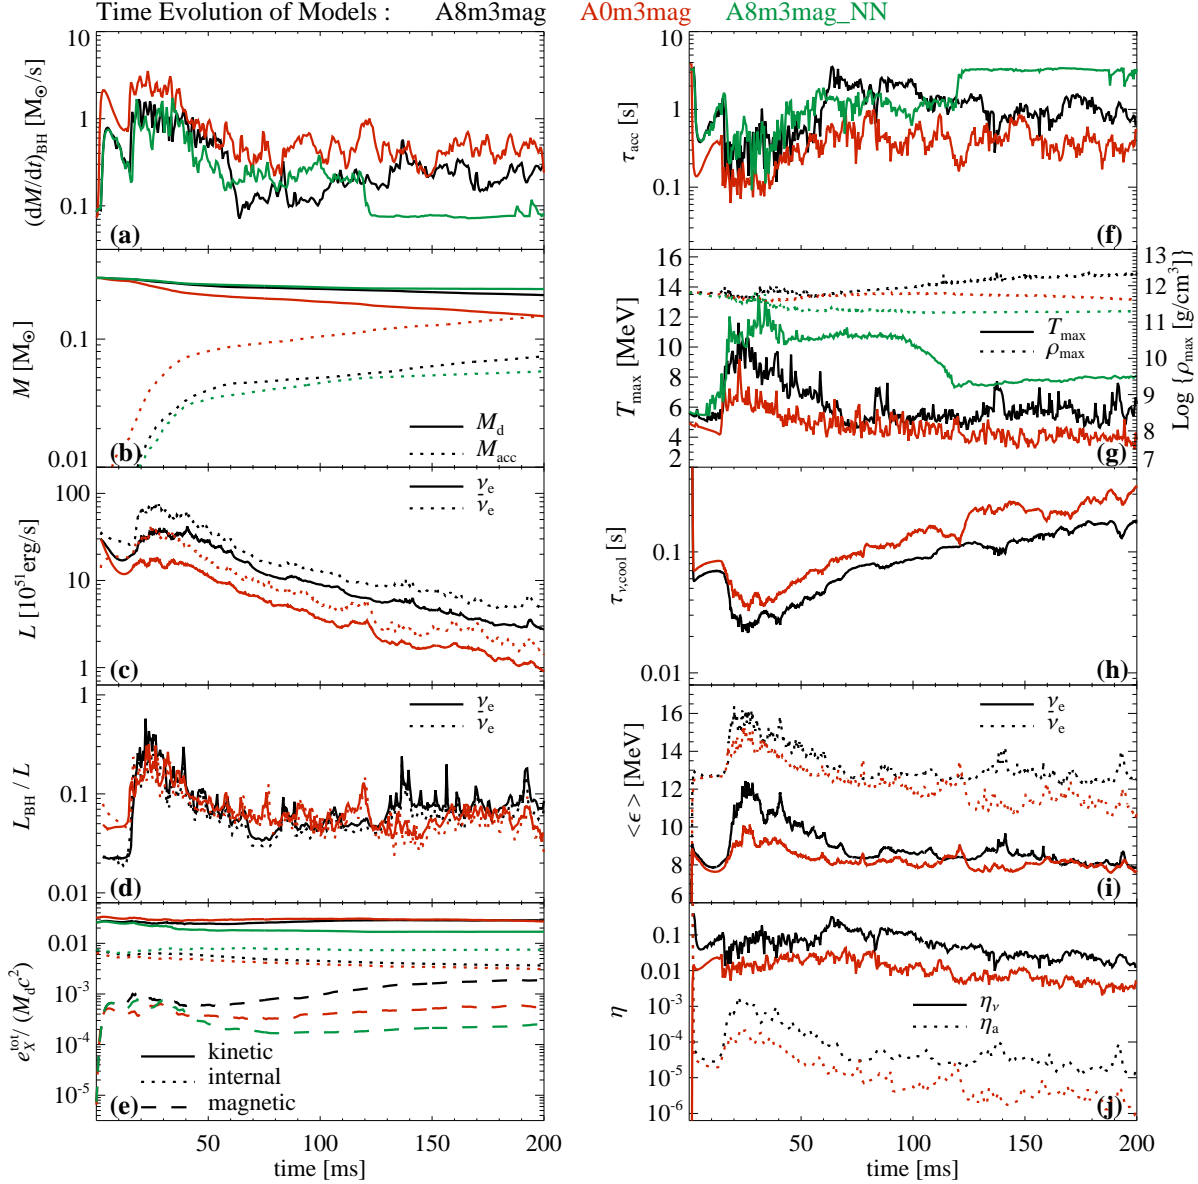 Time Evolution of Models : A8m3mag A0m3mag A8m3mag_NN
(dM/dt)BH [M⊙/s]
10
1
0.1
(a)
M [M⊙]
0.1
0.01
(b)
Md
Macc
L [10^51 erg/s]
100
10
1
(c)
νe
ν̄e
LBH / L
1
0.1
0.01
(d)
νe
ν̄e
e_X^tot / (Md c^2)
0.01
10^-3
10^-4
10^-5
(e)
kinetic
internal
magnetic
50 100 150 200
time [ms]
τacc [s]
10
1
0.1
(f)
Tmax [MeV]
16
14
12
10
8
6
4
2
(g)
Tmax
ρmax
13
12
11
10
9
8
7
Log {ρmax [g/cm^3]}
τν,cool [s]
0.1
0.01
(h)
< ϵ > [MeV]
16
14
12
10
8
6
(i)
νe
ν̄e
η
0.1
0.01
10^-3
10^-4
10^-5
10^-6
(j)
ην
ηa
50 100 150 200
time [ms]